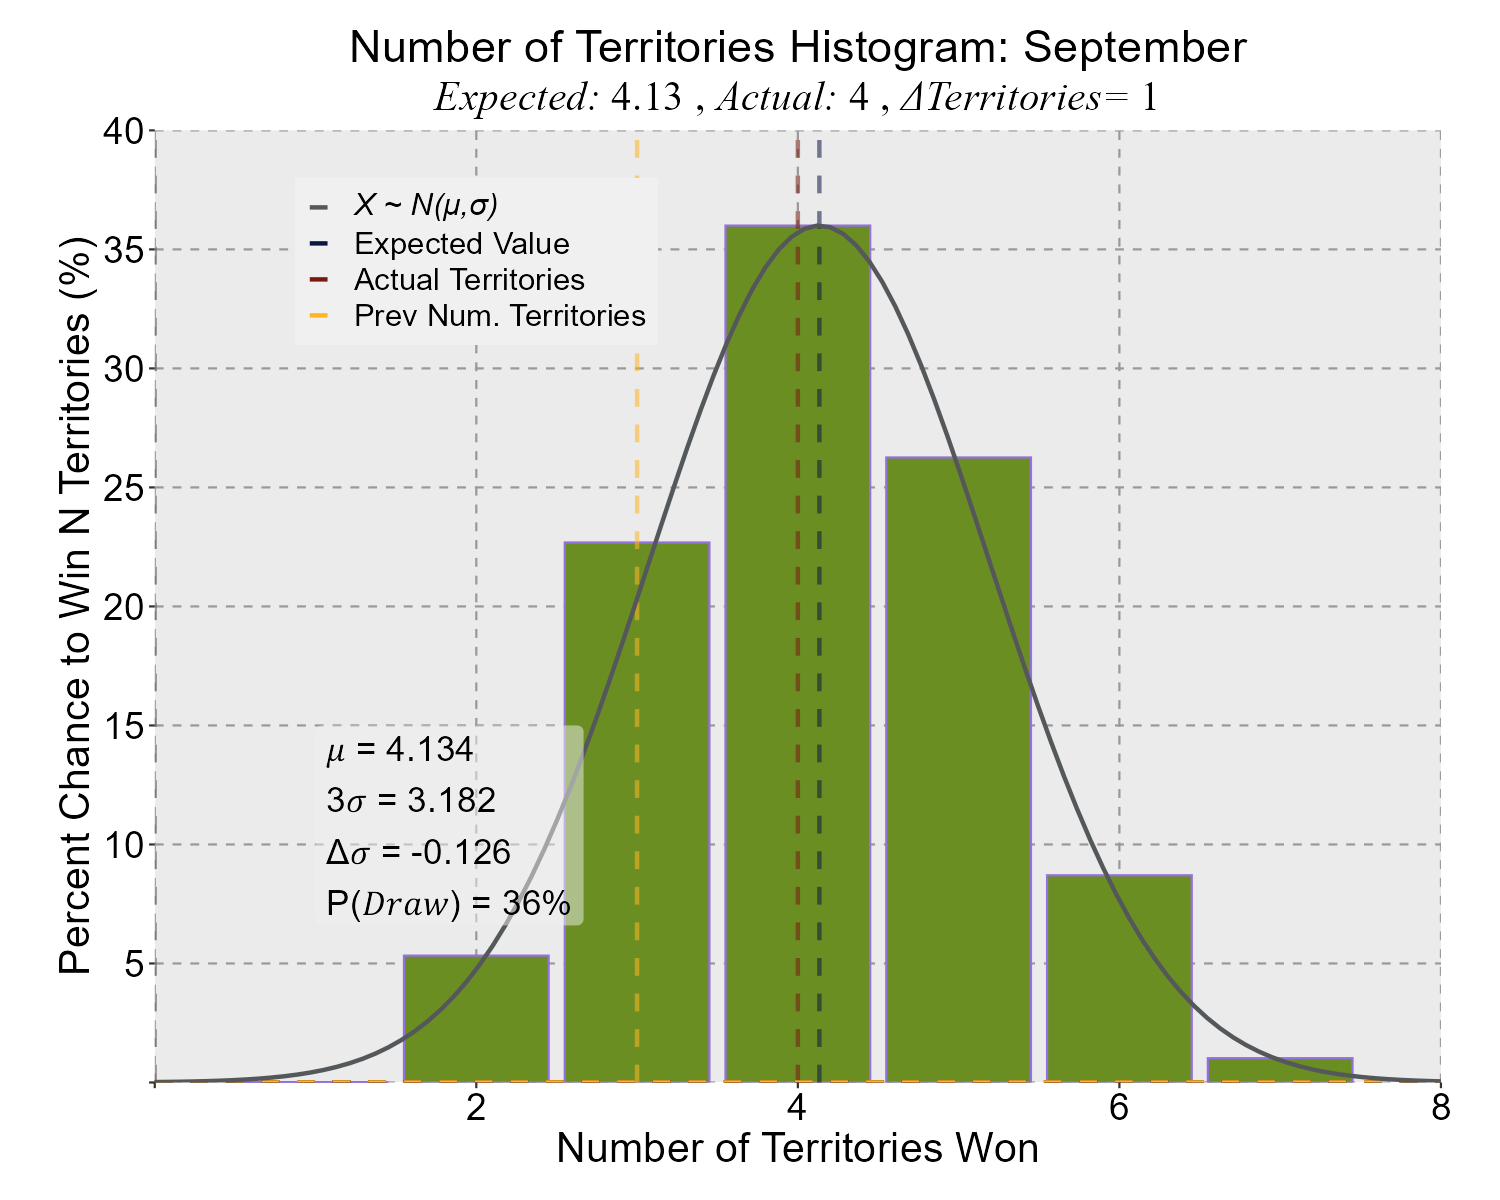 Number of Territories Histogram: September
Expected: 4.13 , Actual: 4 , ΔTerritories= 1
Percent Chance to Win N Territories (%)
40
35
30
25
20
15
10
5
X ~ N(μ,σ)
Expected Value
Actual Territories
Prev Num. Territories
μ = 4.134
3σ = 3.182
Δσ = -0.126
P(Draw) = 36%
2 4 6 8
Number of Territories Won